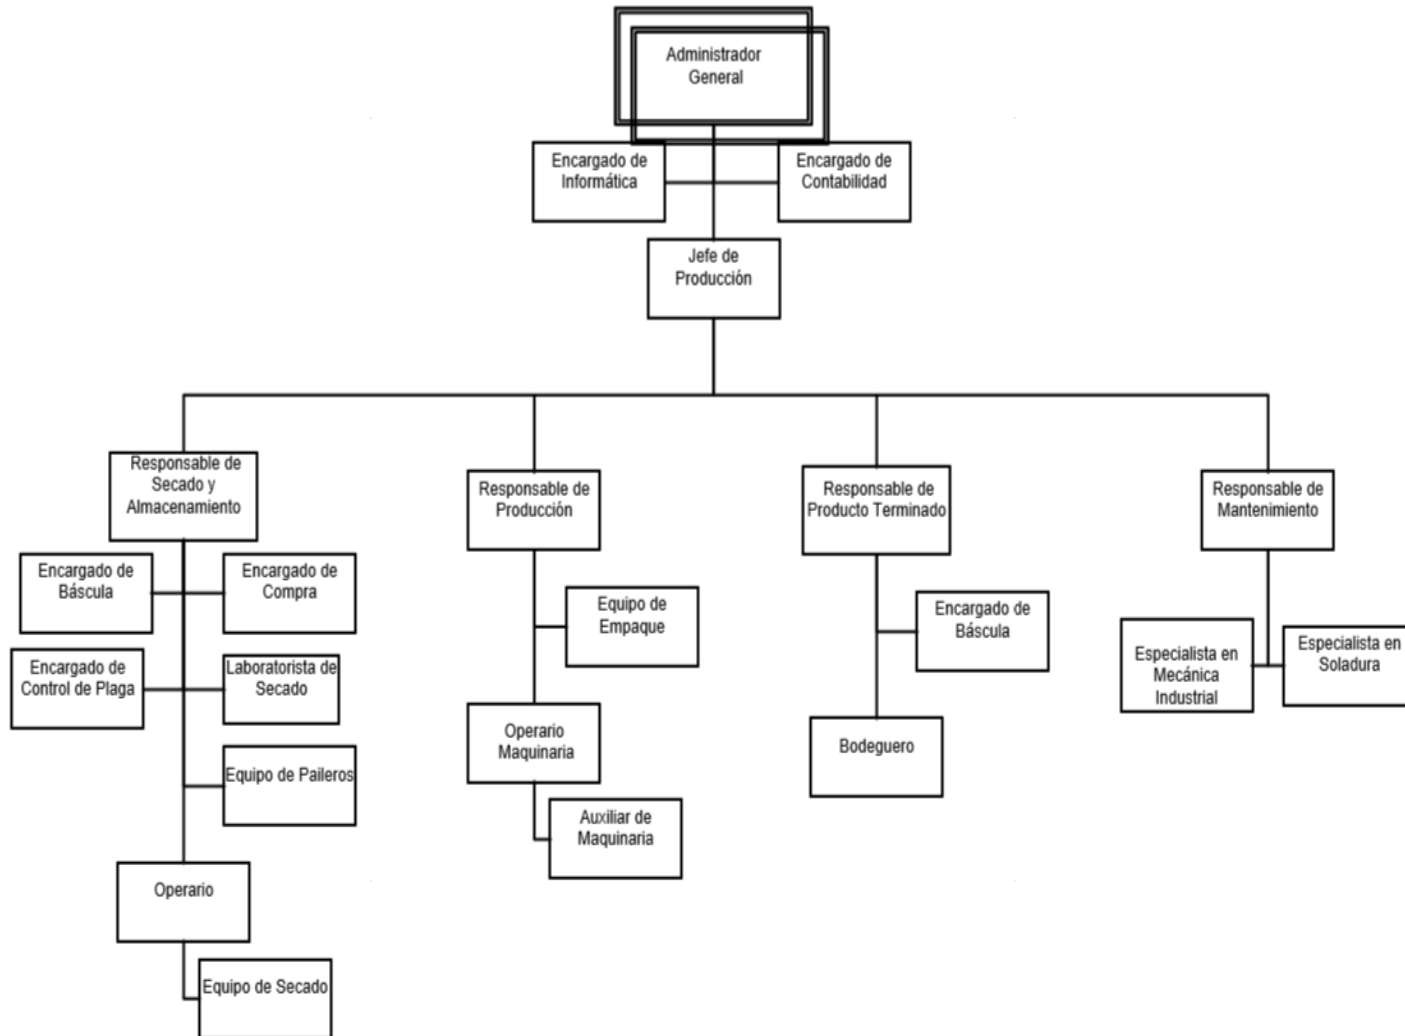 Administrador
General
Encargado de
Informática
Encargado de
Contabilidad
Jefe de
Producción
Responsable de
Secado y
Almacenamiento
Responsable de
Producción
Responsable de
Producto Terminado
Responsable de
Mantenimiento
Encargado de
Báscula
Encargado de
Compra
Encargado de
Control de Plaga
Laboratorista de
Secado
Equipo de Paileros
Operario
Equipo de Secado
Equipo de
Empaque
Operario
Maquinaria
Auxiliar de
Maquinaria
Encargado de
Báscula
Bodeguero
Especialista en
Mecánica
Industrial
Especialista en
Soladura